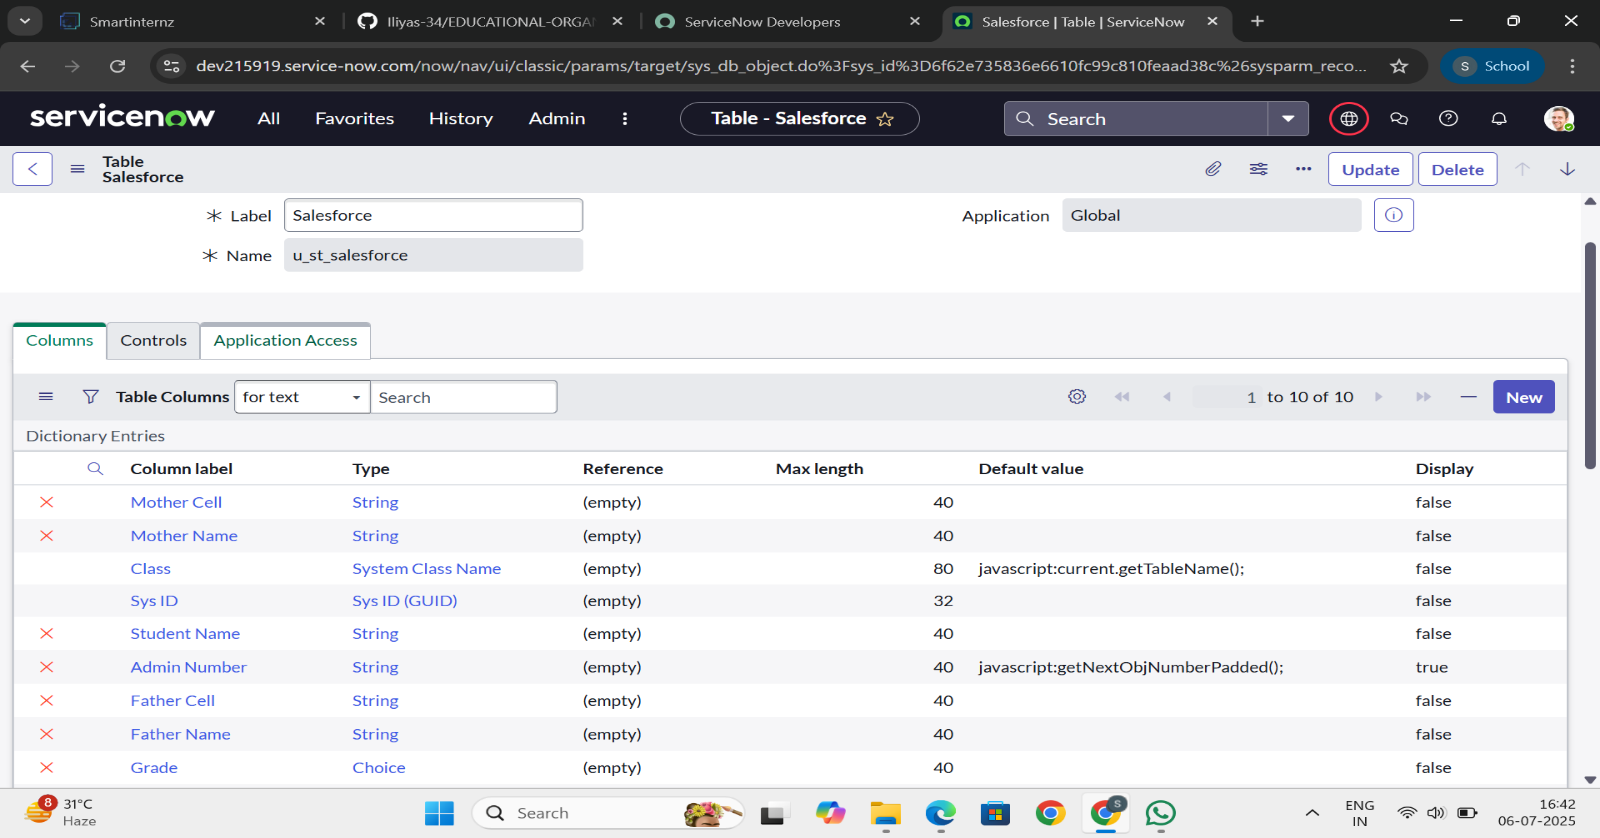 Smartinternz
Iliyas-34/EDUCATIONAL-ORGAN
ServiceNow Developers
Salesforce | Table | ServiceNow
dev215919.service-now.com/now/nav/ui/classic/params/target/sys_db_object.do%3Fsys_id%3D6f62e735836e6610fc99c810feaad38c%26sysparm_reco...
S School
servicenow All Favorites History Admin
Table - Salesforce
Search
Table
Salesforce
Update Delete
Label Salesforce Application Global
Name u_st_salesforce
Columns Controls Application Access
Table Columns for text Search 1 to 10 of 10 New
Dictionary Entries
Column label Type Reference Max length Default value Display
Mother Cell String (empty) 40 false
Mother Name String (empty) 40 false
Class System Class Name (empty) 80 javascript:current.getTableName(); false
Sys ID Sys ID (GUID) (empty) 32 false
Student Name String (empty) 40 false
Admin Number String (empty) 40 javascript:getNextObjNumberPadded(); true
Father Cell String (empty) 40 false
Father Name String (empty) 40 false
Grade Choice (empty) 40 false
8 31°C
Haze
Search
S
ENG
IN
16:42
06-07-2025